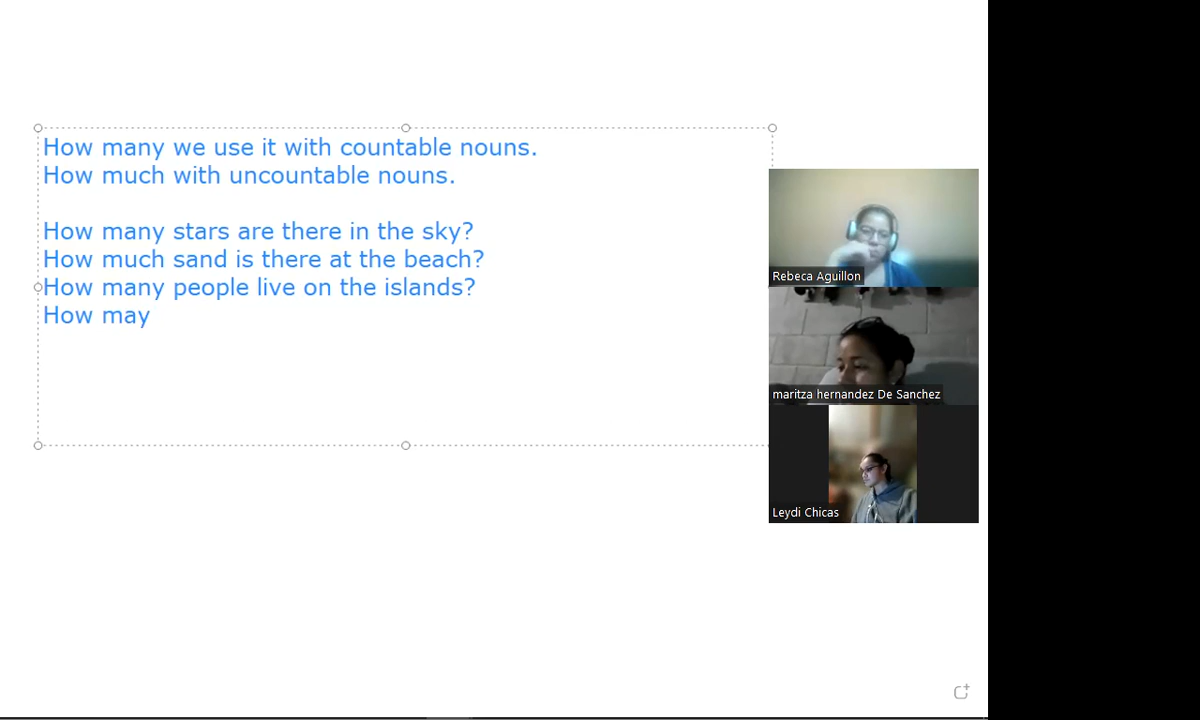 How many we use it with countable nouns.
How much with uncountable nouns.
How many stars are there in the sky?
How much sand is there at the beach?
How many people live on the islands?
How may
Rebeca Aguillon
maritza hernandez De Sanchez
Leydi Chicas